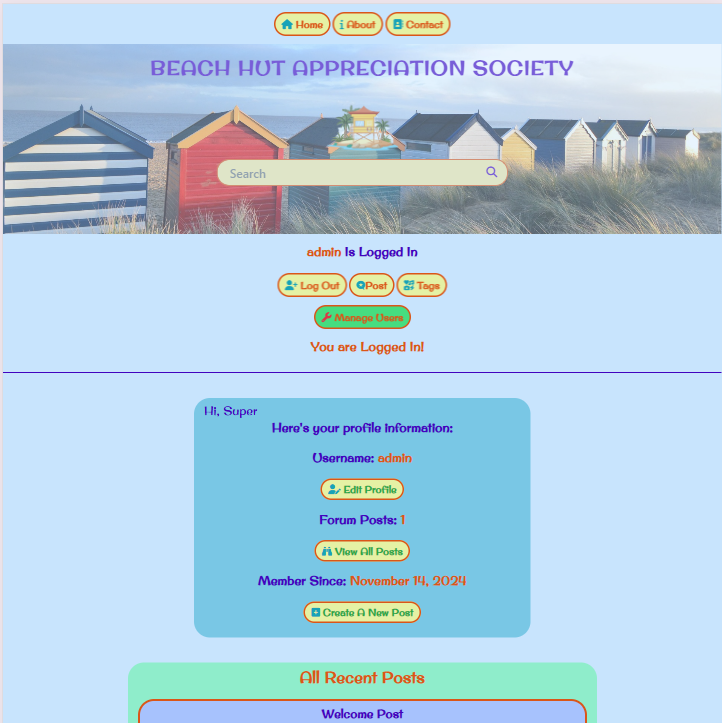 Home About Contact
BEACH HUT APPRECIATION SOCIETY
Search
admin Is Logged In
Log Out Post Tags
Manage Users
You are Logged In!
Hi, Super
Here's your profile information:
Username: admin
Edit Profile
Forum Posts: 1
View All Posts
Member Since: November 14, 2024
Create A New Post
All Recent Posts
Welcome Post